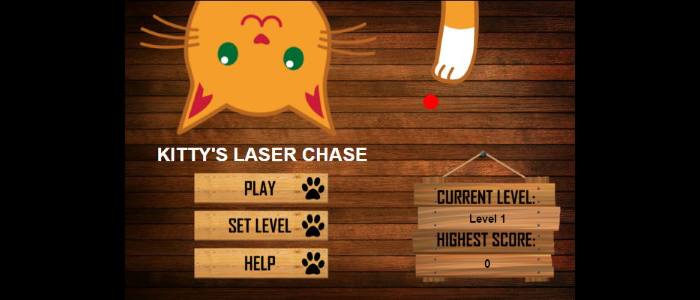 KITTY'S LASER CHASE
PLAY
SET LEVEL
HELP
CURRENT LEVEL:
Level 1
HIGHEST SCORE:
0